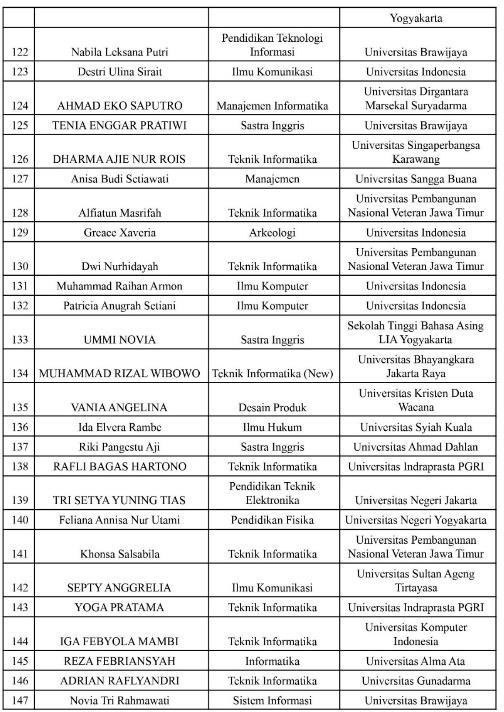 Yogyakarta
122 Nabila Leksana Putri Pendidikan Teknologi Informasi Universitas Brawijaya
123 Destri Ulina Sirait Ilmu Komunikasi Universitas Indonesia
124 AHMAD EKO SAPUTRO Manajemen Informatika Universitas Dirgantara Marsekal Suryadarma
125 TENIA ENGGAR PRATIWI Sastra Inggris Universitas Brawijaya
126 DHARMA AJIE NUR ROIS Teknik Informatika Universitas Singaperbangsa Karawang
127 Anisa Budi Setiawati Manajemen Universitas Sangga Buana
128 Alfiatun Masrifah Teknik Informatika Universitas Pembangunan Nasional Veteran Jawa Timur
129 Greace Xaveria Arkeologi Universitas Indonesia
130 Dwi Nurhidayah Teknik Informatika Universitas Pembangunan Nasional Veteran Jawa Timur
131 Muhammad Raihan Armon Ilmu Komputer Universitas Indonesia
132 Patricia Anugrah Setiani Ilmu Komputer Universitas Indonesia
133 UMMI NOVIA Sastra Inggris Sekolah Tinggi Bahasa Asing LIA Yogyakarta
134 MUHAMMAD RIZAL WIBOWO Teknik Informatika (New) Universitas Bhayangkara Jakarta Raya
135 VANIA ANGELINA Desain Produk Universitas Kristen Duta Wacana
136 Ida Elvera Rambe Ilmu Hukum Universitas Syiah Kuala
137 Riki Pangestu Aji Sastra Inggris Universitas Ahmad Dahlan
138 RAFLI BAGAS HARTONO Teknik Informatika Universitas Indraprasta PGRI
139 TRI SETYA YUNING TIAS Pendidikan Teknik Elektronika Universitas Negeri Jakarta
140 Feliana Annisa Nur Utami Pendidikan Fisika Universitas Negeri Yogyakarta
141 Khonsa Salsabila Teknik Informatika Universitas Pembangunan Nasional Veteran Jawa Timur
142 SEPTY ANGGRELIA Ilmu Komunikasi Universitas Sultan Ageng Tirtayasa
143 YOGA PRATAMA Teknik Informatika Universitas Indraprasta PGRI
144 IGA FEBYOLA MAMBI Teknik Informatika Universitas Komputer Indonesia
145 REZA FEBRIANSYAH Informatika Universitas Alma Ata
146 ADRIAN RAFLYANDRI Teknik Informatika Universitas Gunadarma
147 Novia Tri Rahmawati Sistem Informasi Universitas Brawijaya